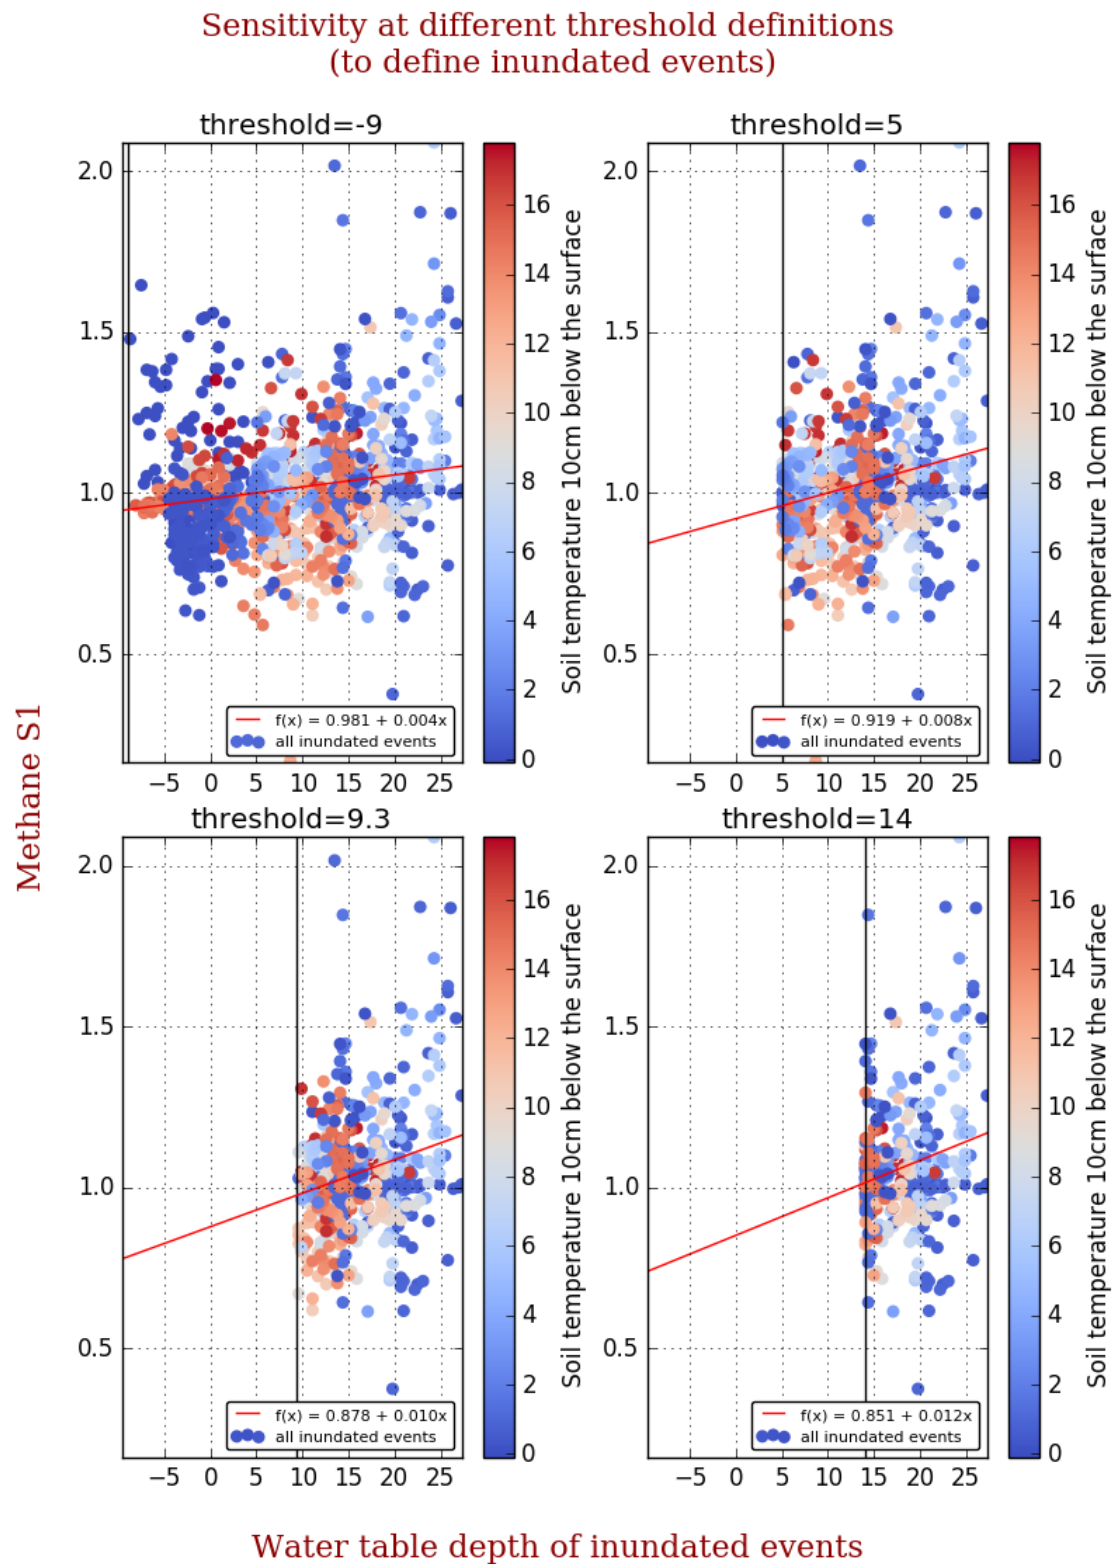 Sensitivity at different threshold definitions
(to define inundated events)
threshold=-9
2.0
1.5
1.0
0.5
−5 0 5 10 15 20 25
f(x) = 0.981 + 0.004x
all inundated events
16
14
12
10
8
6
4
2
0
Soil temperature 10cm below the surface
threshold=5
2.0
1.5
1.0
0.5
−5 0 5 10 15 20 25
f(x) = 0.919 + 0.008x
all inundated events
16
14
12
10
8
6
4
2
0
Soil temperature 10cm below the surface
Methane S1
threshold=9.3
2.0
1.5
1.0
0.5
−5 0 5 10 15 20 25
f(x) = 0.878 + 0.010x
all inundated events
16
14
12
10
8
6
4
2
0
Soil temperature 10cm below the surface
threshold=14
2.0
1.5
1.0
0.5
−5 0 5 10 15 20 25
f(x) = 0.851 + 0.012x
all inundated events
16
14
12
10
8
6
4
2
0
Soil temperature 10cm below the surface
Water table depth of inundated events